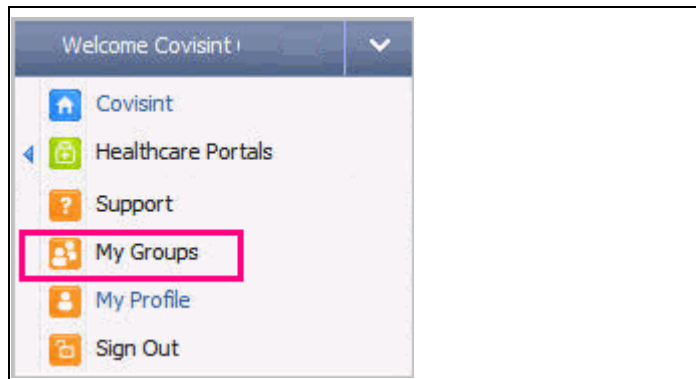 Welcome Covisint
Covisint
Healthcare Portals
Support
My Groups
My Profile
Sign Out